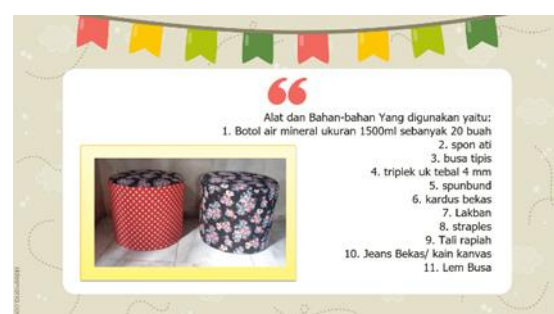 Alat dan Bahan-bahan Yang digunakan yaitu:
1. Botol air mineral ukuran 1500ml sebanyak 20 buah
2. spon ati
3. busa tipis
4. triplek uk tebal 4 mm
5. spunbund
6. kardus bekas
7. Lakban
8. straples
9. Tali rapiah
10. Jeans Bekas/ kain kanvas
11. Lem Busa